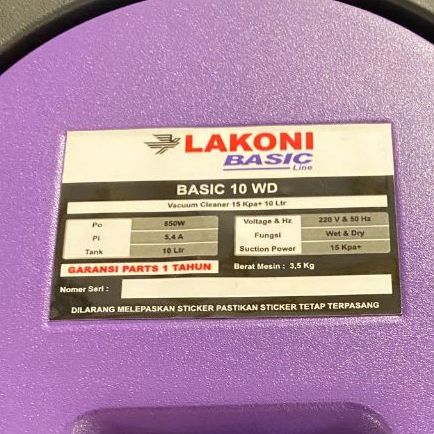 LAKONI
BASIC
Line
BASIC 10 WD
Vacuum Cleaner 15 Kpa+ 10 Ltr
Po 850W
Pi 5,4 A
Tank 10 Ltr
Voltage & Hz 220 V & 50 Hz
Fungsi Wet & Dry
Suction Power 15 Kpa+
GARANSI PARTS 1 TAHUN
Berat Mesin : 3,5 Kg
Nomer Seri :
DILARANG MELEPASKAN STICKER PASTIKAN STICKER TETAP TERPASANG